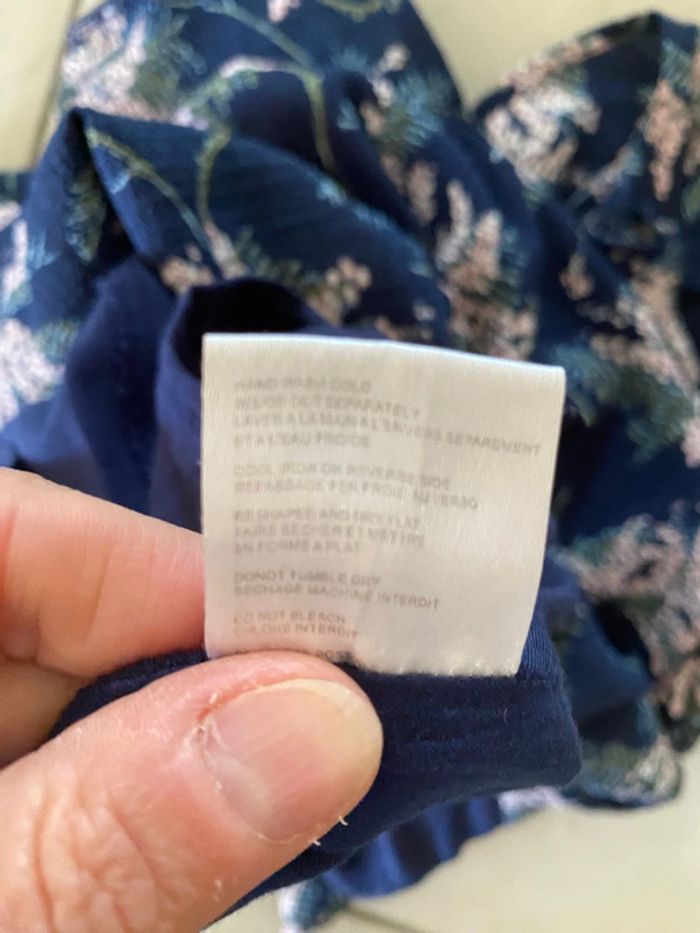 HAND WASH COLD
INSIDE OUT SEPARATELY
LAVER A LA MAIN A L'ENVERS SEPAREMENT
ET A L'EAU FROIDE
COOL IRON ON REVERSE SIDE
REPASSAGE FER FROID AU VERSO
RESHAPE AND DRY FLAT
FAIRE SECHER ET METTRE
EN FORME A PLAT
DO NOT TUMBLE DRY
SECHAGE MACHINE INTERDIT
DO NOT BLEACH
CHLORE INTERDIT